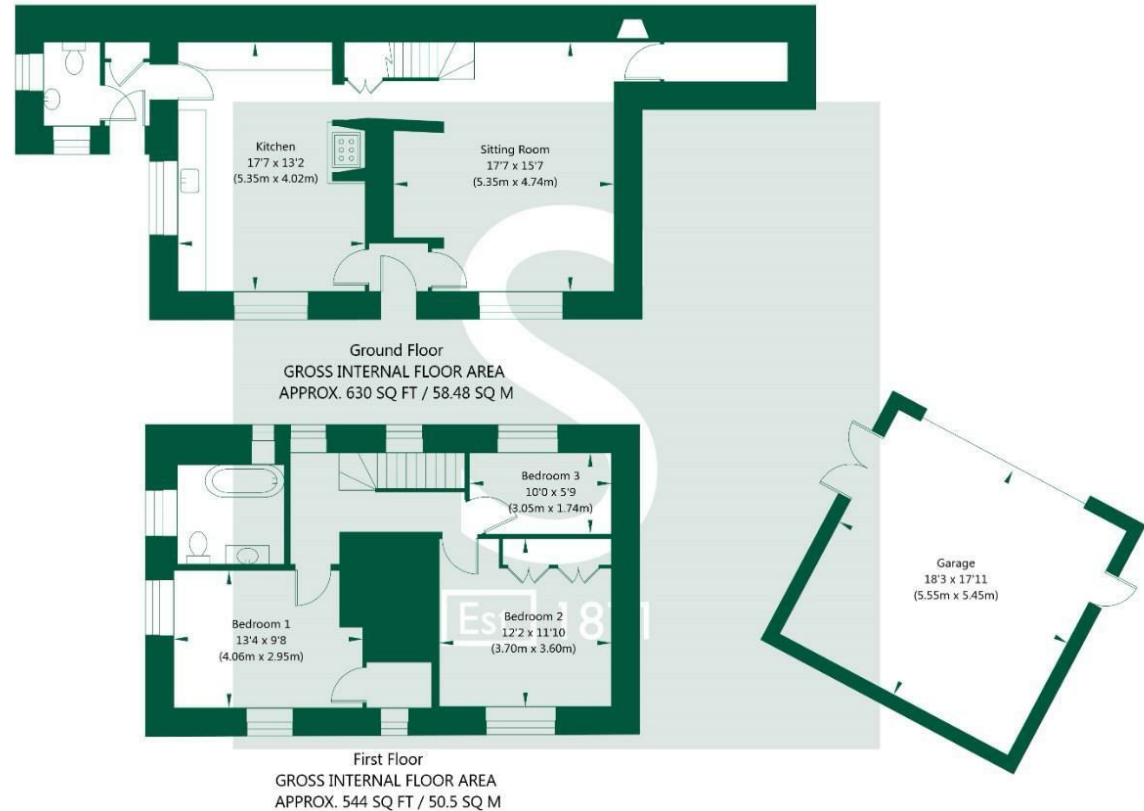 Kitchen
17'7 x 13'2
(5.35m x 4.02m)
Sitting Room
17'7 x 15'7
(5.35m x 4.74m)
Ground Floor
GROSS INTERNAL FLOOR AREA
APPROX. 630 SQ FT / 58.48 SQ M
S
Bedroom 3
10'0 x 5'9
(3.05m x 1.74m)
Garage
18'3 x 17'11
(5.55m x 5.45m)
Bedroom 1
13'4 x 9'8
(4.06m x 2.95m)
Est 1871
Bedroom 2
12'2 x 11'10
(3.70m x 3.60m)
First Floor
GROSS INTERNAL FLOOR AREA
APPROX. 544 SQ FT / 50.5 SQ M